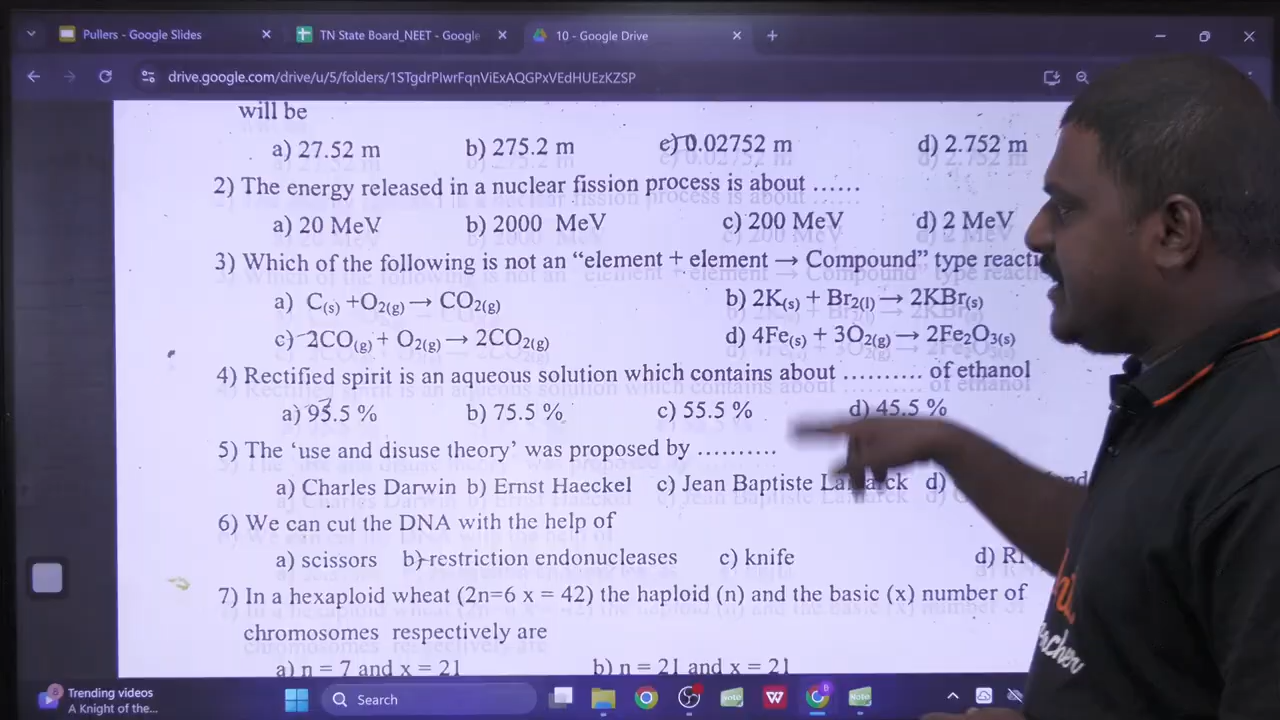 Pullers - Google Slides
TN State Board_NEET - Google
10 - Google Drive
drive.google.com/drive/u/5/folders/1STgdrPlwrFqnViExAQGPxVEdHUEzKZSP
will be
a) 27.52 m b) 275.2 m c) 0.02752 m d) 2.752 m
2) The energy released in a nuclear fission process is about ......
a) 20 MeV b) 2000 MeV c) 200 MeV d) 2 MeV
3) Which of the following is not an “element + element → Compound” type reacti
a) C(s) +O2(g) → CO2(g) b) 2K(s) + Br2(l) → 2KBr(s)
c) 2CO(g) + O2(g) → 2CO2(g) d) 4Fe(s) + 3O2(g) → 2Fe2O3(s)
4) Rectified spirit is an aqueous solution which contains about .......... of ethanol
a) 95.5 % b) 75.5 % c) 55.5 % d) 45.5 %
5) The ‘use and disuse theory’ was proposed by ..........
a) Charles Darwin b) Ernst Haeckel c) Jean Baptiste Lamarck d)
6) We can cut the DNA with the help of
a) scissors b) restriction endonucleases c) knife d) RN
7) In a hexaploid wheat (2n=6 x = 42) the haploid (n) and the basic (x) number of
chromosomes respectively are
a) n = 7 and x = 21 b) n = 21 and x = 21
Trending videos
A Knight of the...
Search